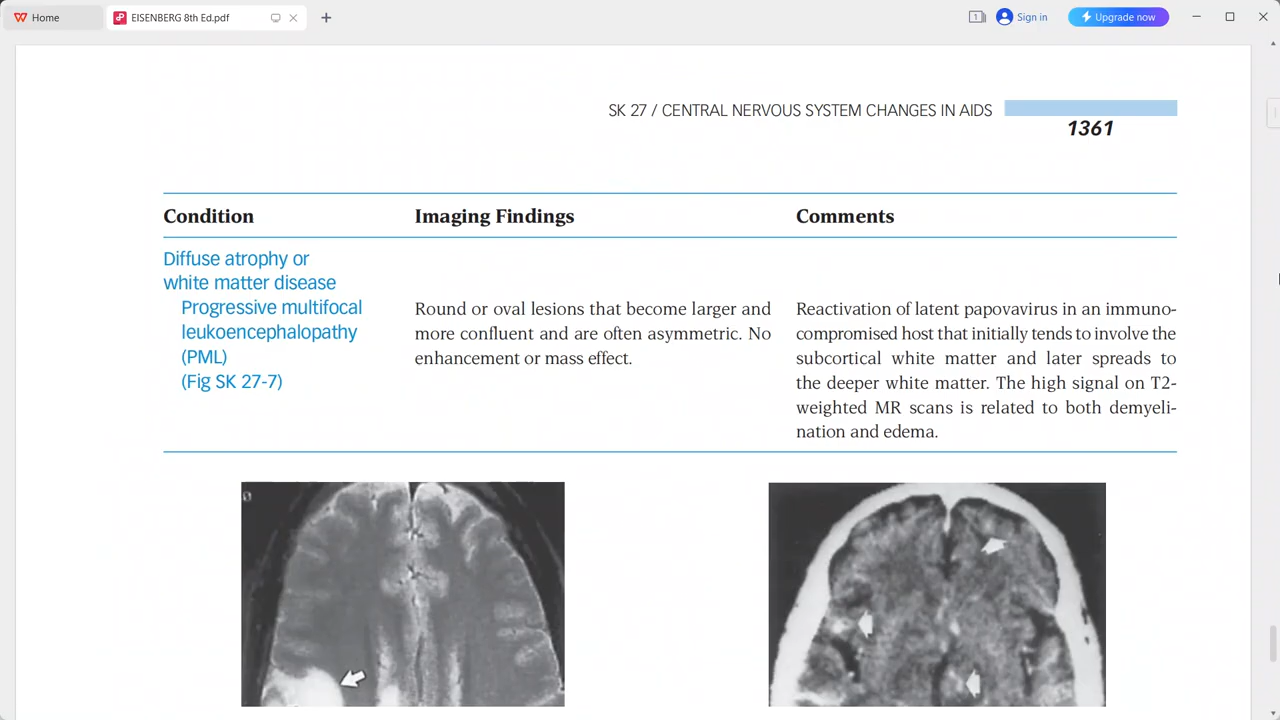 Home
EISENBERG 8th Ed.pdf
1
Sign in
Upgrade now
SK 27 / CENTRAL NERVOUS SYSTEM CHANGES IN AIDS
1361
Condition
Imaging Findings
Comments
Diffuse atrophy or
white matter disease
Progressive multifocal
leukoencephalopathy
(PML)
(Fig SK 27-7)
Round or oval lesions that become larger and
more confluent and are often asymmetric. No
enhancement or mass effect.
Reactivation of latent papovavirus in an immuno-
compromised host that initially tends to involve the
subcortical white matter and later spreads to
the deeper white matter. The high signal on T2-
weighted MR scans is related to both demyeli-
nation and edema.